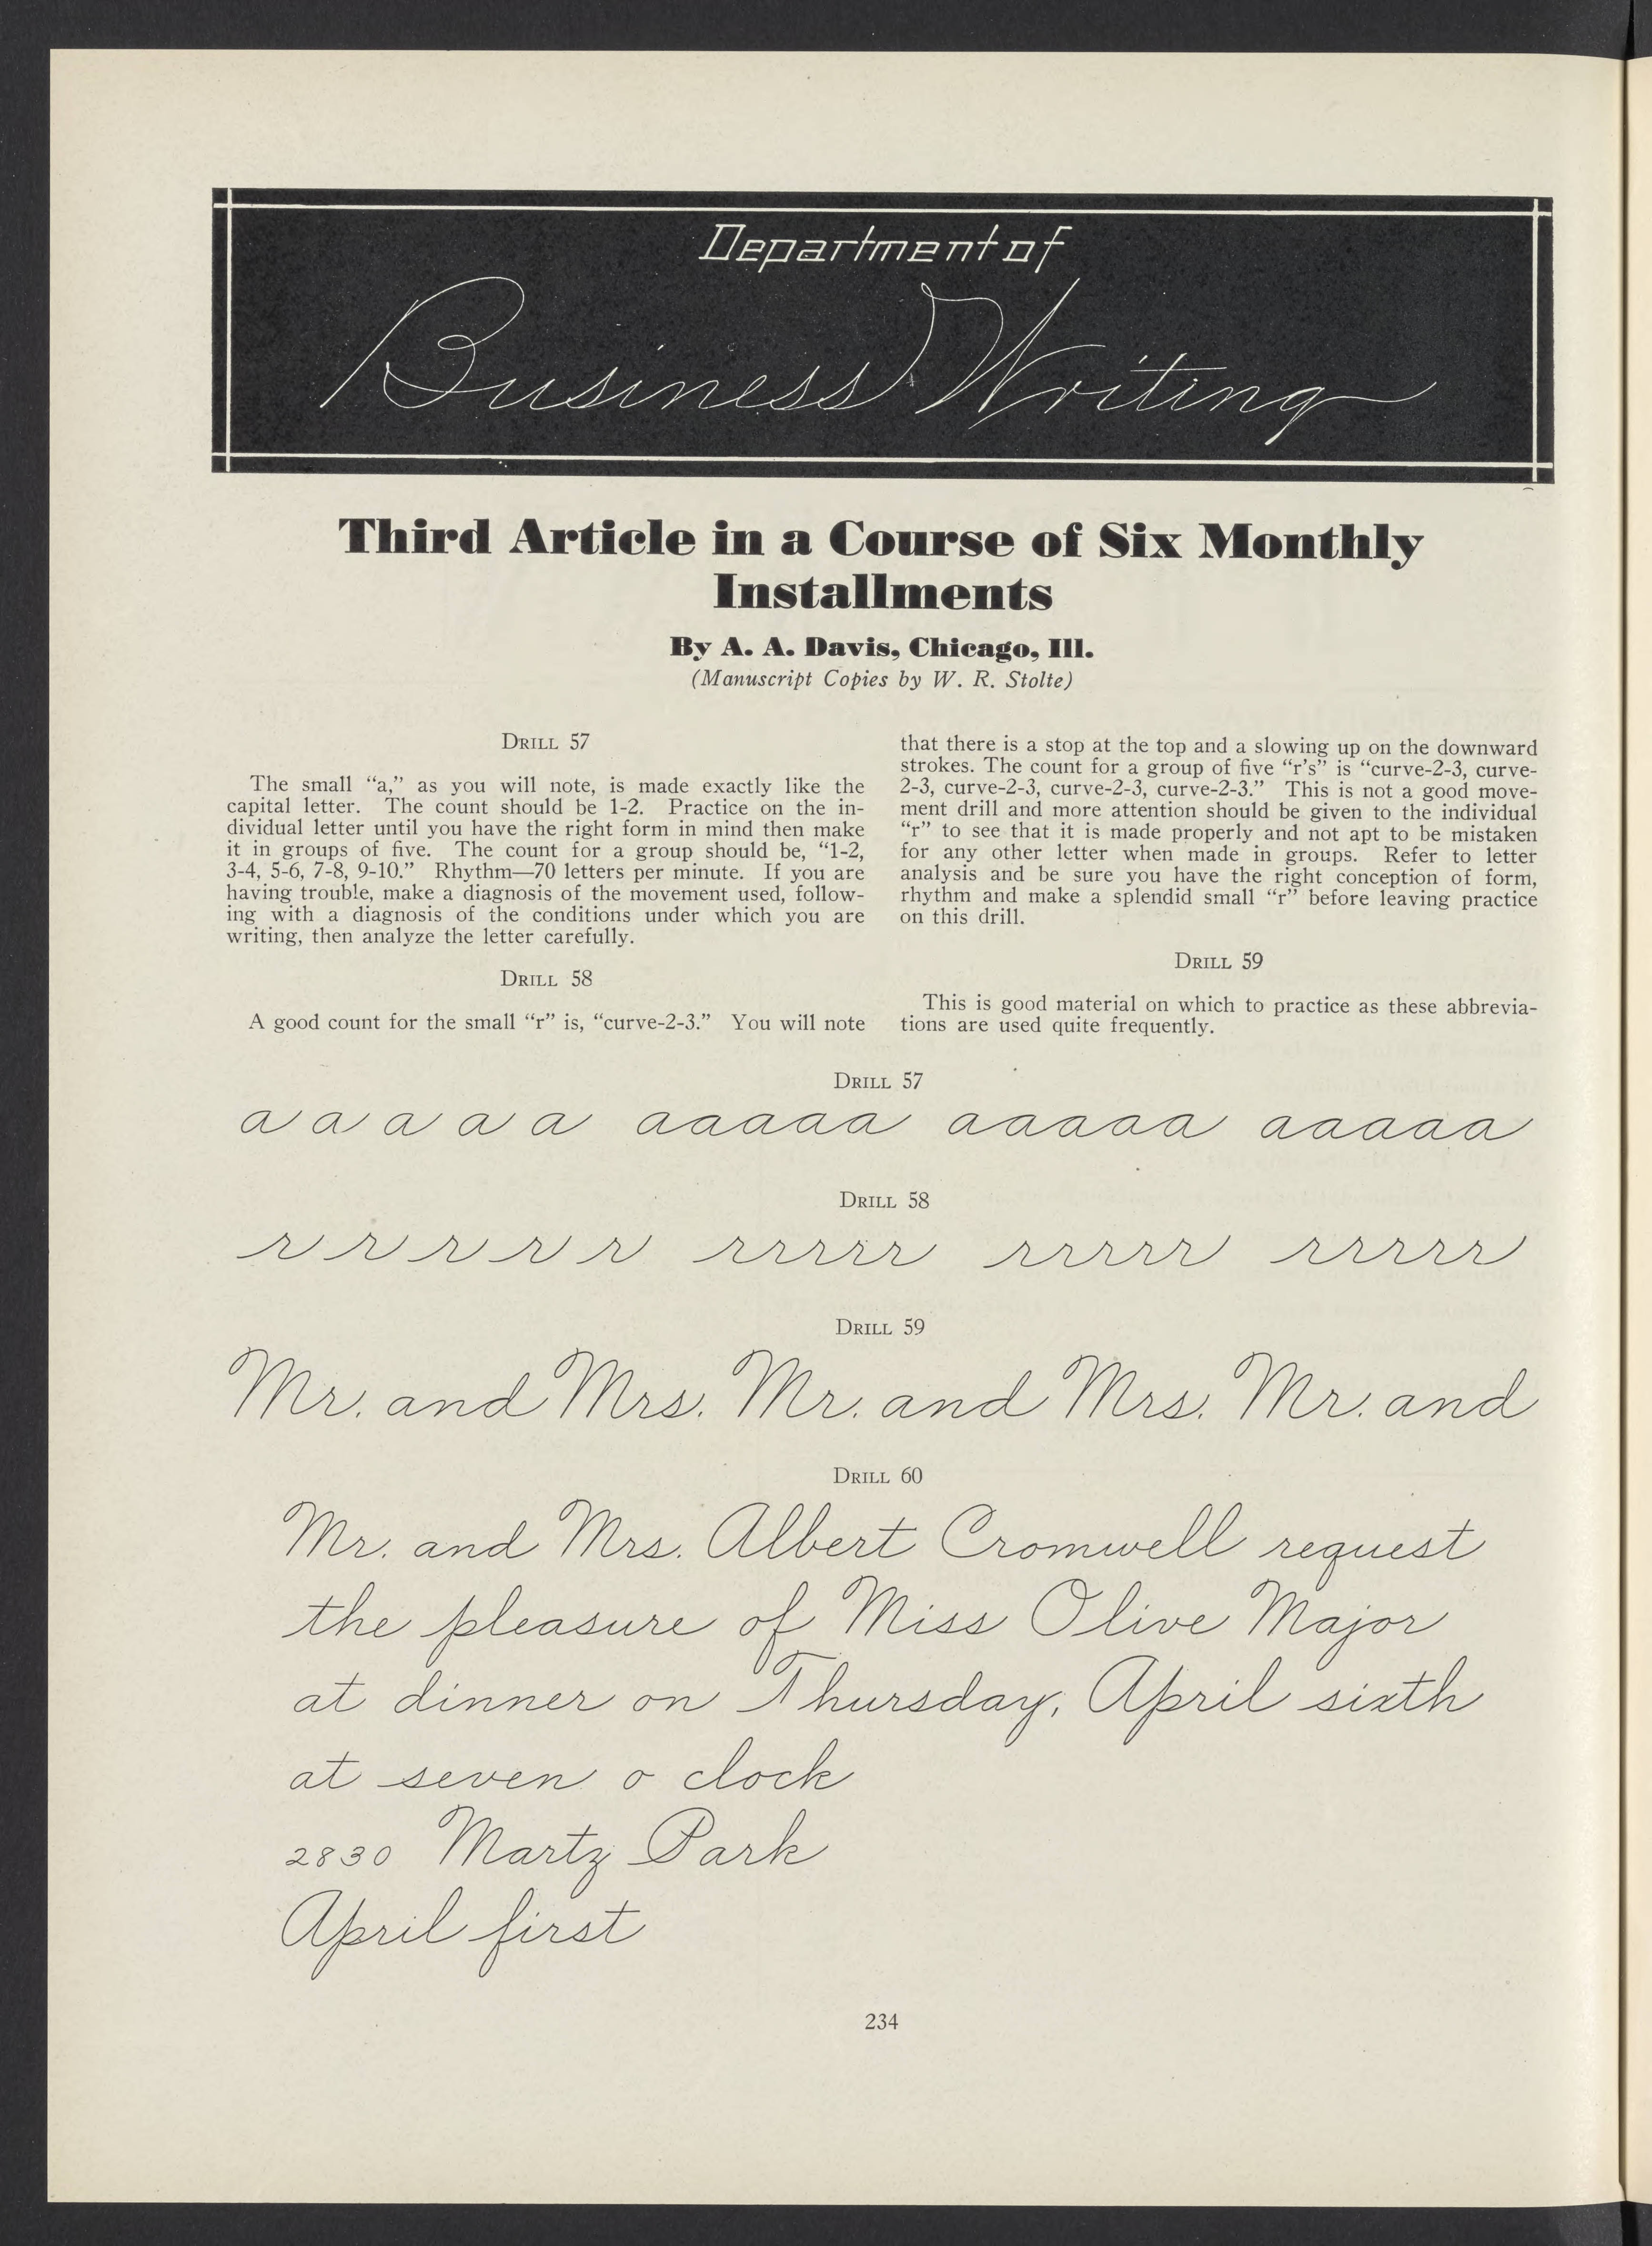 Department of
Business Writing
Third Article in a Course of Six Monthly
Installments
By A. A. Davis, Chicago, Ill.
(Manuscript Copies by W. R. Stolte)
DRILL 57
The small “a,” as you will note, is made exactly like the
capital letter. The count should be 1-2. Practice on the in-
dividual letter until you have the right form in mind then make
it in groups of five. The count for a group should be, “1-2,
3-4, 5-6, 7-8, 9-10.” Rhythm—70 letters per minute. If you are
having trouble, make a diagnosis of the movement used, follow-
ing with a diagnosis of the conditions under which you are
writing, then analyze the letter carefully.
DRILL 58
A good count for the small “r” is, “curve-2-3.” You will note
that there is a stop at the top and a slowing up on the downward
strokes. The count for a group of five “r's” is “curve-2-3, curve-
2-3, curve-2-3, curve-2-3, curve-2-3.” This is not a good move-
ment drill and more attention should be given to the individual
“r” to see that it is made properly and not apt to be mistaken
for any other letter when made in groups. Refer to letter
analysis and be sure you have the right conception of form,
rhythm and make a splendid small “r” before leaving practice
on this drill.
DRILL 59
This is good material on which to practice as these abbrevia-
tions are used quite frequently.
DRILL 57
a a a a a aaaaa aaaaa aaaaa
DRILL 58
r r r r r rrrrr rrrrr rrrrr
DRILL 59
Mr. and Mrs. Mr. and Mrs. Mr. and
DRILL 60
Mr. and Mrs. Albert Cromwell request
the pleasure of Miss Olive Major
at dinner on Thursday, April sixth
at seven o clock
2830 Martz Park
April first
234